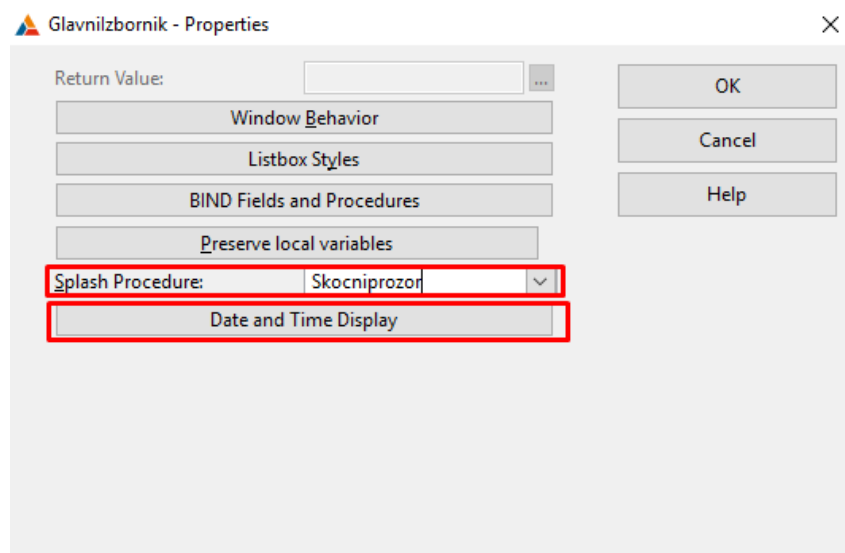 GlavniIzbornik - Properties
Return Value:
...
OK
Window Behavior
Cancel
Listbox Styles
BIND Fields and Procedures
Help
Preserve local variables
Splash Procedure:
Skocniprozor
Date and Time Display